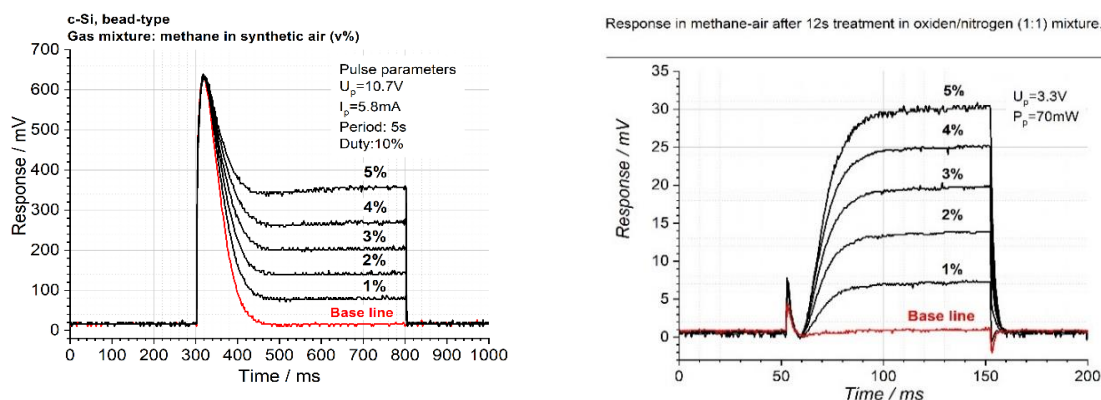 c-Si, bead-type
Gas mixture: methane in synthetic air (v%)
700
600
500
400
300
200
100
0
Response / mV
Pulse parameters
Up=10.7V
Ip=5.8mA
Period: 5s
Duty:10%
5%
4%
3%
2%
1%
Base line
0 100 200 300 400 500 600 700 800 900 1000
Time / ms
Response in methane-air after 12s treatment in oxiden/nitrogen (1:1) mixture.
35
30
25
20
15
10
5
0
Response / mV
Up=3.3V
Pp=70mW
5%
4%
3%
2%
1%
Base line
0 50 100 150 200
Time / ms